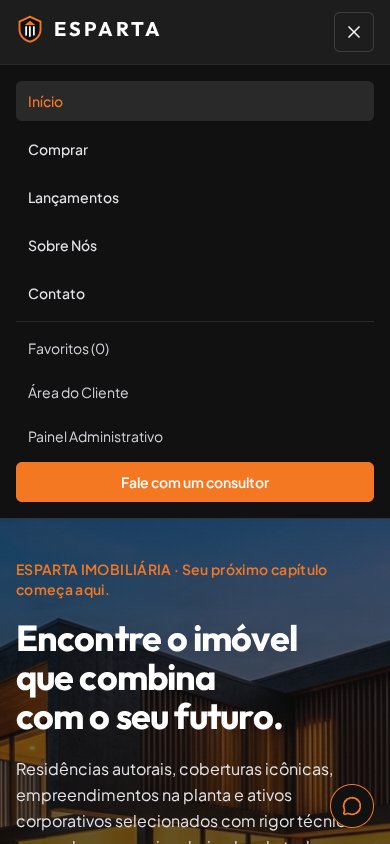 ESPARTA
Início
Comprar
Lançamentos
Sobre Nós
Contato
Favoritos (0)
Área do Cliente
Painel Administrativo
Fale com um consultor
ESPARTA IMOBILIÁRIA · Seu próximo capítulo
começa aqui.
Encontre o imóvel
que combina
com o seu futuro.
Residências autorais, coberturas icônicas,
empreendimentos na planta e ativos
corporativos selecionados com rigor